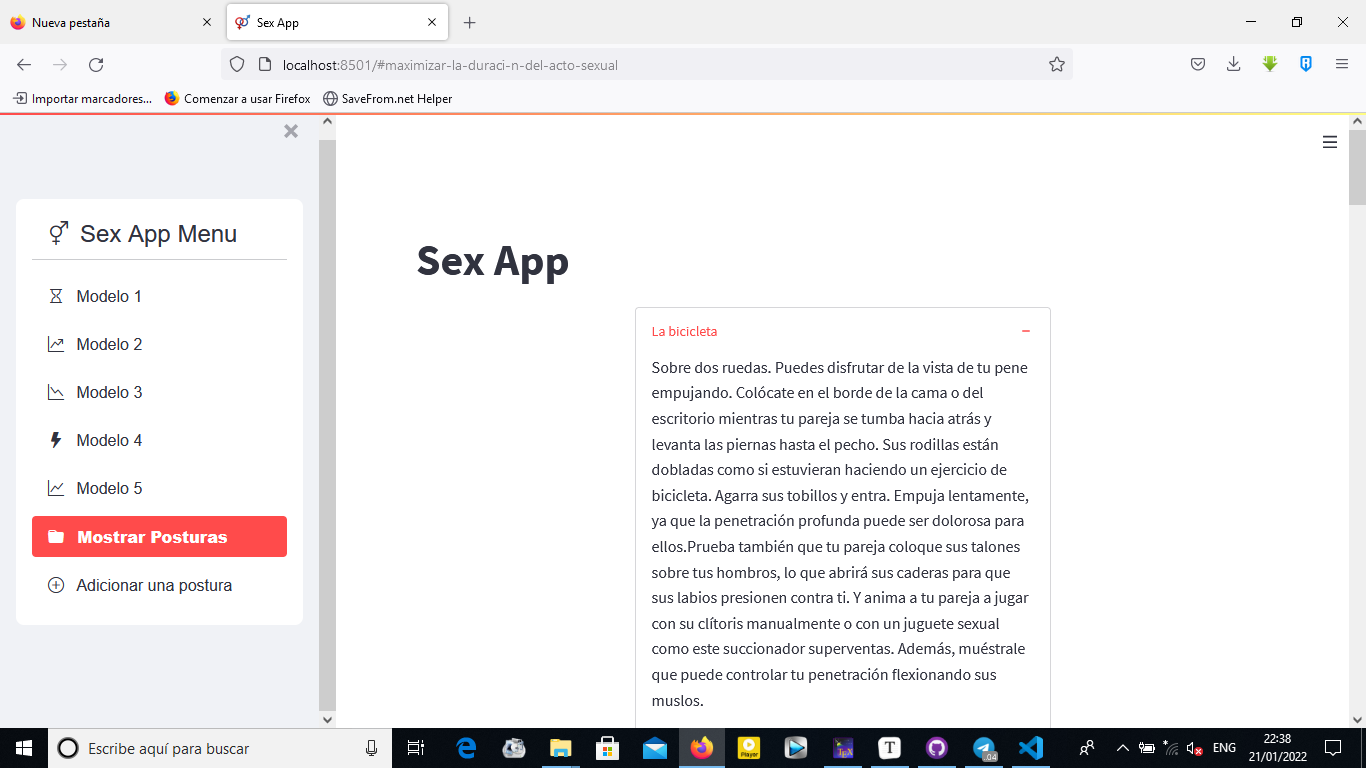 Nueva pestaña
Sex App
localhost:8501/#maximizar-la-duraci-n-del-acto-sexual
Importar marcadores...
Comenzar a usar Firefox
SaveFrom.net Helper
Sex App Menu
Modelo 1
Modelo 2
Modelo 3
Modelo 4
Modelo 5
Mostrar Posturas
Adicionar una postura
Sex App
La bicicleta
Sobre dos ruedas. Puedes disfrutar de la vista de tu pene
empujando. Colócate en el borde de la cama o del
escritorio mientras tu pareja se tumba hacia atrás y
levanta las piernas hasta el pecho. Sus rodillas están
dobladas como si estuvieran haciendo un ejercicio de
bicicleta. Agarra sus tobillos y entra. Empuja lentamente,
ya que la penetración profunda puede ser dolorosa para
ellos.Prueba también que tu pareja coloque sus talones
sobre tus hombros, lo que abrirá sus caderas para que
sus labios presionen contra ti. Y anima a tu pareja a jugar
con su clítoris manualmente o con un juguete sexual
como este succionador superventas. Además, muéstrale
que puede controlar tu penetración flexionando sus
muslos.
Escribe aquí para buscar
Player
TEX
T
.04
ENG
22:38
21/01/2022